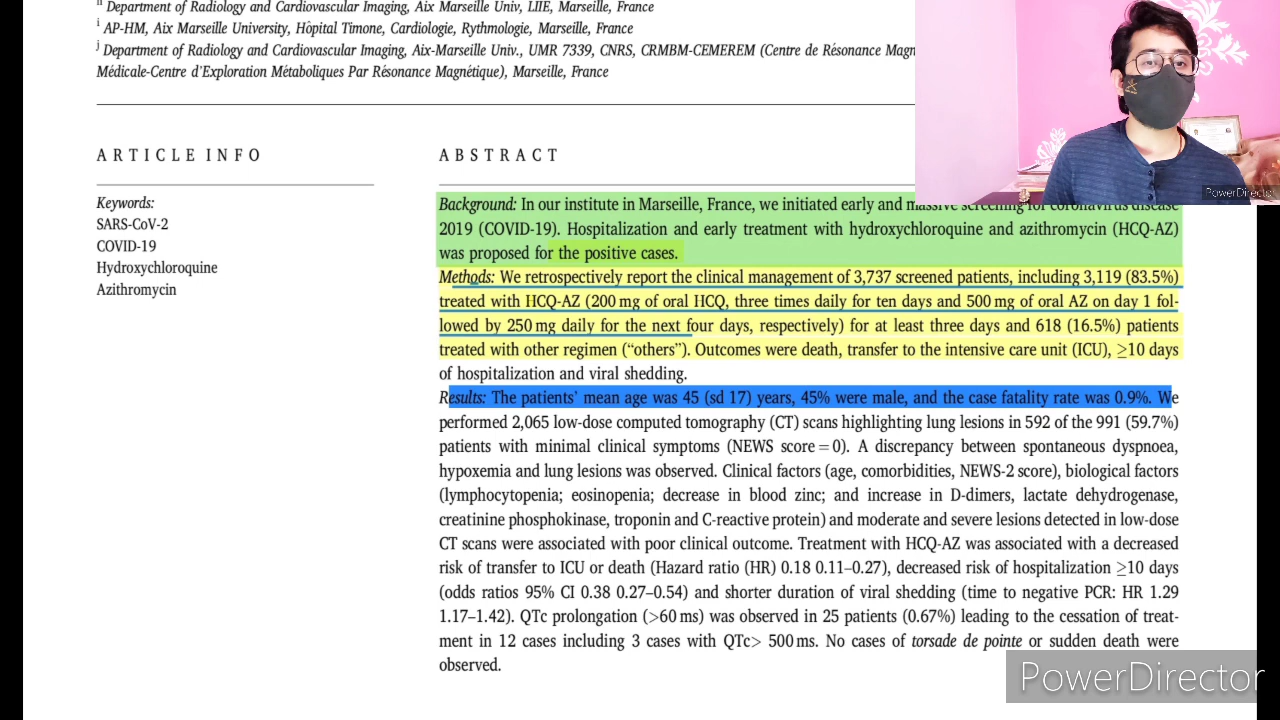 Department of Radiology and Cardiovascular Imaging, Aix Marseille Univ, LIIE, Marseille, France
i AP-HM, Aix Marseille University, Hôpital Timone, Cardiologie, Rythmologie, Marseille, France
j Department of Radiology and Cardiovascular Imaging, Aix-Marseille Univ., UMR 7339, CNRS, CRMBM-CEMEREM (Centre de Résonance Magn
Médicale-Centre d'Exploration Métaboliques Par Résonance Magnétique), Marseille, France
PowerDirector
ARTICLE INFO
Keywords:
SARS-CoV-2
COVID-19
Hydroxychloroquine
Azithromycin
ABSTRACT
Background: In our institute in Marseille, France, we initiated early and massive screening for coronavirus disease
2019 (COVID-19). Hospitalization and early treatment with hydroxychloroquine and azithromycin (HCQ-AZ)
was proposed for the positive cases.
Methods: We retrospectively report the clinical management of 3,737 screened patients, including 3,119 (83.5%)
treated with HCQ-AZ (200 mg of oral HCQ, three times daily for ten days and 500 mg of oral AZ on day 1 fol-
lowed by 250 mg daily for the next four days, respectively) for at least three days and 618 (16.5%) patients
treated with other regimen (“others”). Outcomes were death, transfer to the intensive care unit (ICU), ≥10 days
of hospitalization and viral shedding.
Results: The patients’ mean age was 45 (sd 17) years, 45% were male, and the case fatality rate was 0.9%. We
performed 2,065 low-dose computed tomography (CT) scans highlighting lung lesions in 592 of the 991 (59.7%)
patients with minimal clinical symptoms (NEWS score = 0). A discrepancy between spontaneous dyspnoea,
hypoxemia and lung lesions was observed. Clinical factors (age, comorbidities, NEWS-2 score), biological factors
(lymphocytopenia; eosinopenia; decrease in blood zinc; and increase in D-dimers, lactate dehydrogenase,
creatinine phosphokinase, troponin and C-reactive protein) and moderate and severe lesions detected in low-dose
CT scans were associated with poor clinical outcome. Treatment with HCQ-AZ was associated with a decreased
risk of transfer to ICU or death (Hazard ratio (HR) 0.18 0.11–0.27), decreased risk of hospitalization ≥10 days
(odds ratios 95% CI 0.38 0.27–0.54) and shorter duration of viral shedding (time to negative PCR: HR 1.29
1.17–1.42). QTc prolongation (>60 ms) was observed in 25 patients (0.67%) leading to the cessation of treat-
ment in 12 cases including 3 cases with QTc> 500 ms. No cases of torsade de pointe or sudden death were
observed.
PowerDirector